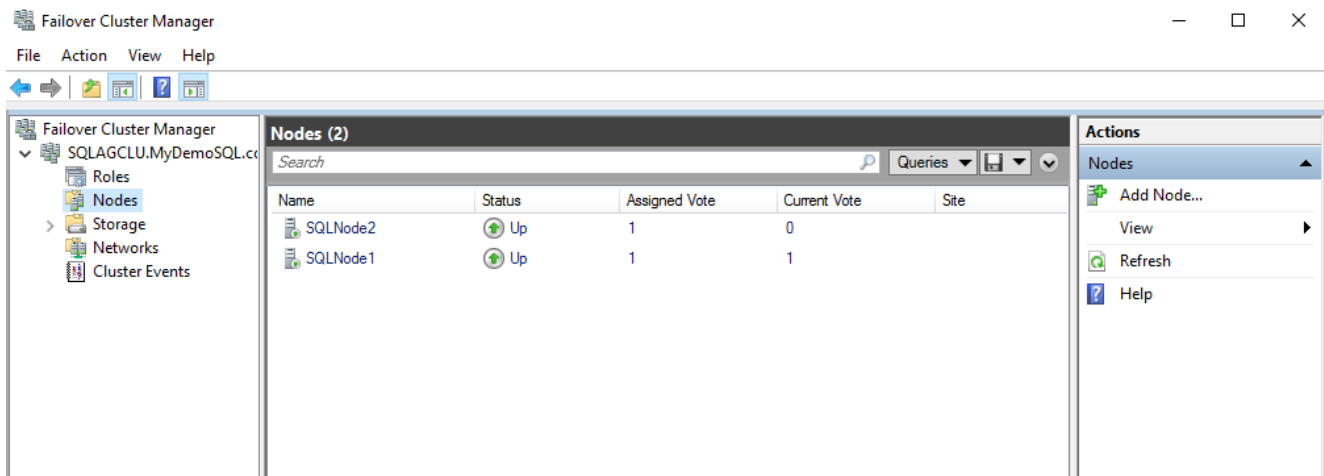 Failover Cluster Manager
File Action View Help
Failover Cluster Manager
SQLAGCLU.MyDemoSQL.cc
Roles
Nodes
Storage
Networks
Cluster Events
Nodes (2)
Search
Queries
Name Status Assigned Vote Current Vote Site
SQLNode2 Up 1 0
SQLNode1 Up 1 1
Actions
Nodes
Add Node...
View
Refresh
Help